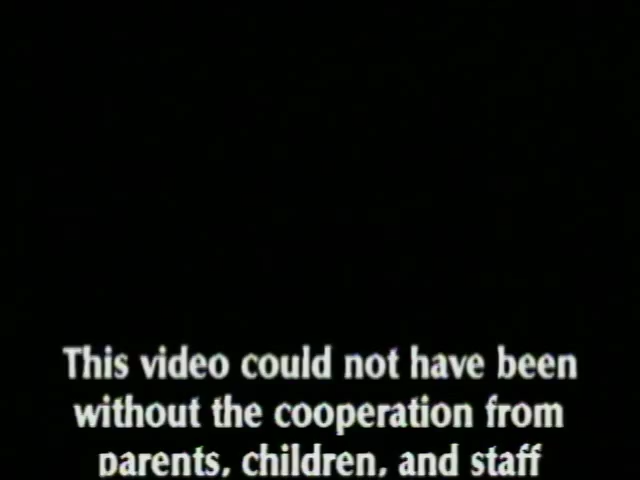 This video could not have been
without the cooperation from
parents, children, and staff